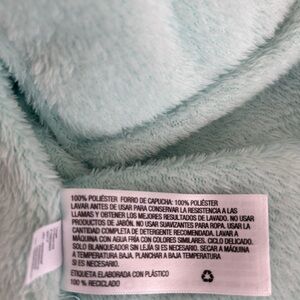 100% POLIÉSTER FORRO DE CAPUCHA: 100% POLIÉSTER
LAVAR ANTES DE USAR PARA CONSERVAR LA RESISTENCIA A LAS
LLAMAS Y OBTENER LOS MEJORES RESULTADOS DE LAVADO. NO USAR
PRODUCTOS DE JABÓN. NO USAR SUAVIZANTES PARA ROPA. USAR LA
CANTIDAD COMPLETA DE DETERGENTE RECOMENDADA. LAVAR A
MÁQUINA CON AGUA FRÍA CON COLORES SIMILARES. CICLO DELICADO.
SOLO BLANQUEADOR SIN LEJÍA SI ES NECESARIO. SECAR A MÁQUINA
A TEMPERATURA BAJA. PLANCHAR A BAJA TEMPERATURA
SI ES NECESARIO.
ETIQUETA ELABORADA CON PLÁSTICO
100 % RECICLADO